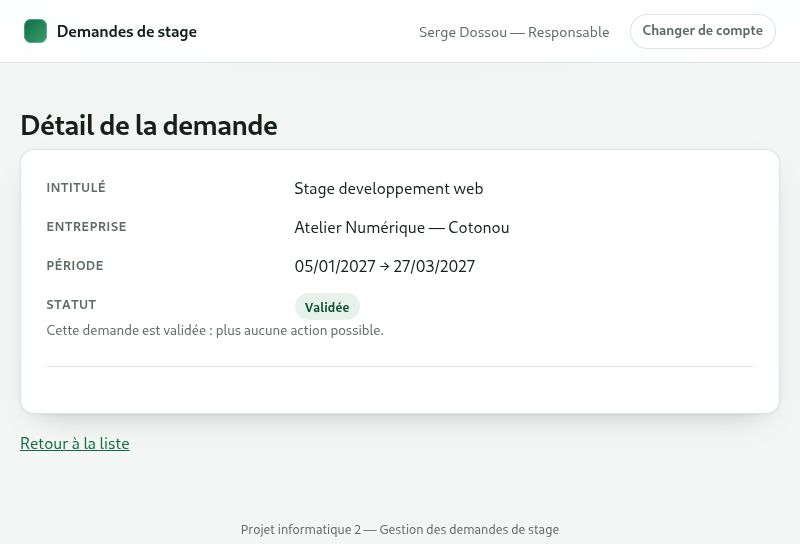 Demandes de stage
Serge Dossou — Responsable
Changer de compte
Détail de la demande
INTITULÉ Stage developpement web
ENTREPRISE Atelier Numérique — Cotonou
PÉRIODE 05/01/2027 → 27/03/2027
STATUT Validée
Cette demande est validée : plus aucune action possible.
Retour à la liste
Projet informatique 2 — Gestion des demandes de stage